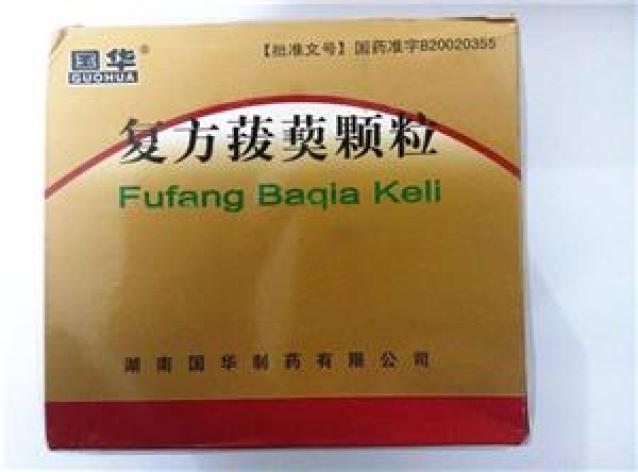 国华®
GUOHUA
【批准文号】国药准字B20020355
复方菝葜颗粒
Fufang Baqia Keli
湖南国华制药有限公司